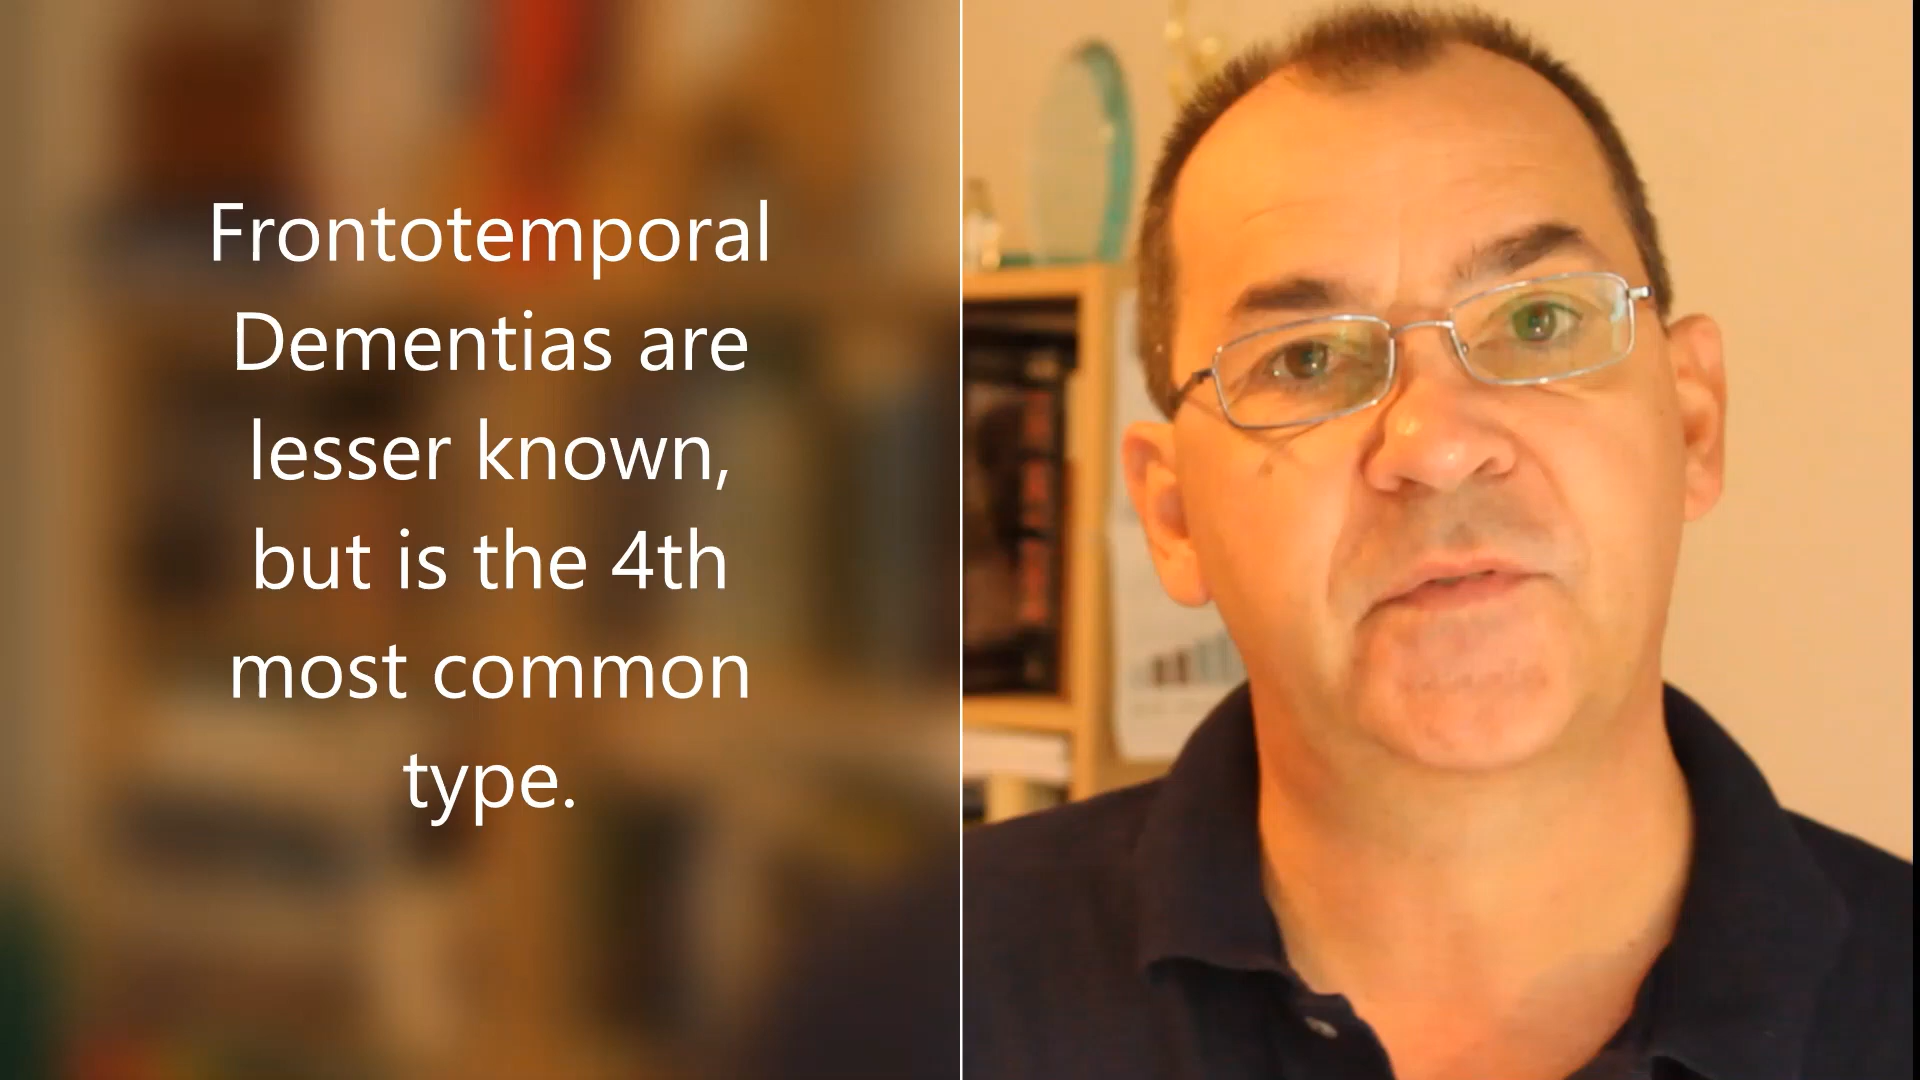 Frontotemporal
Dementias are
lesser known,
but is the 4th
most common
type.